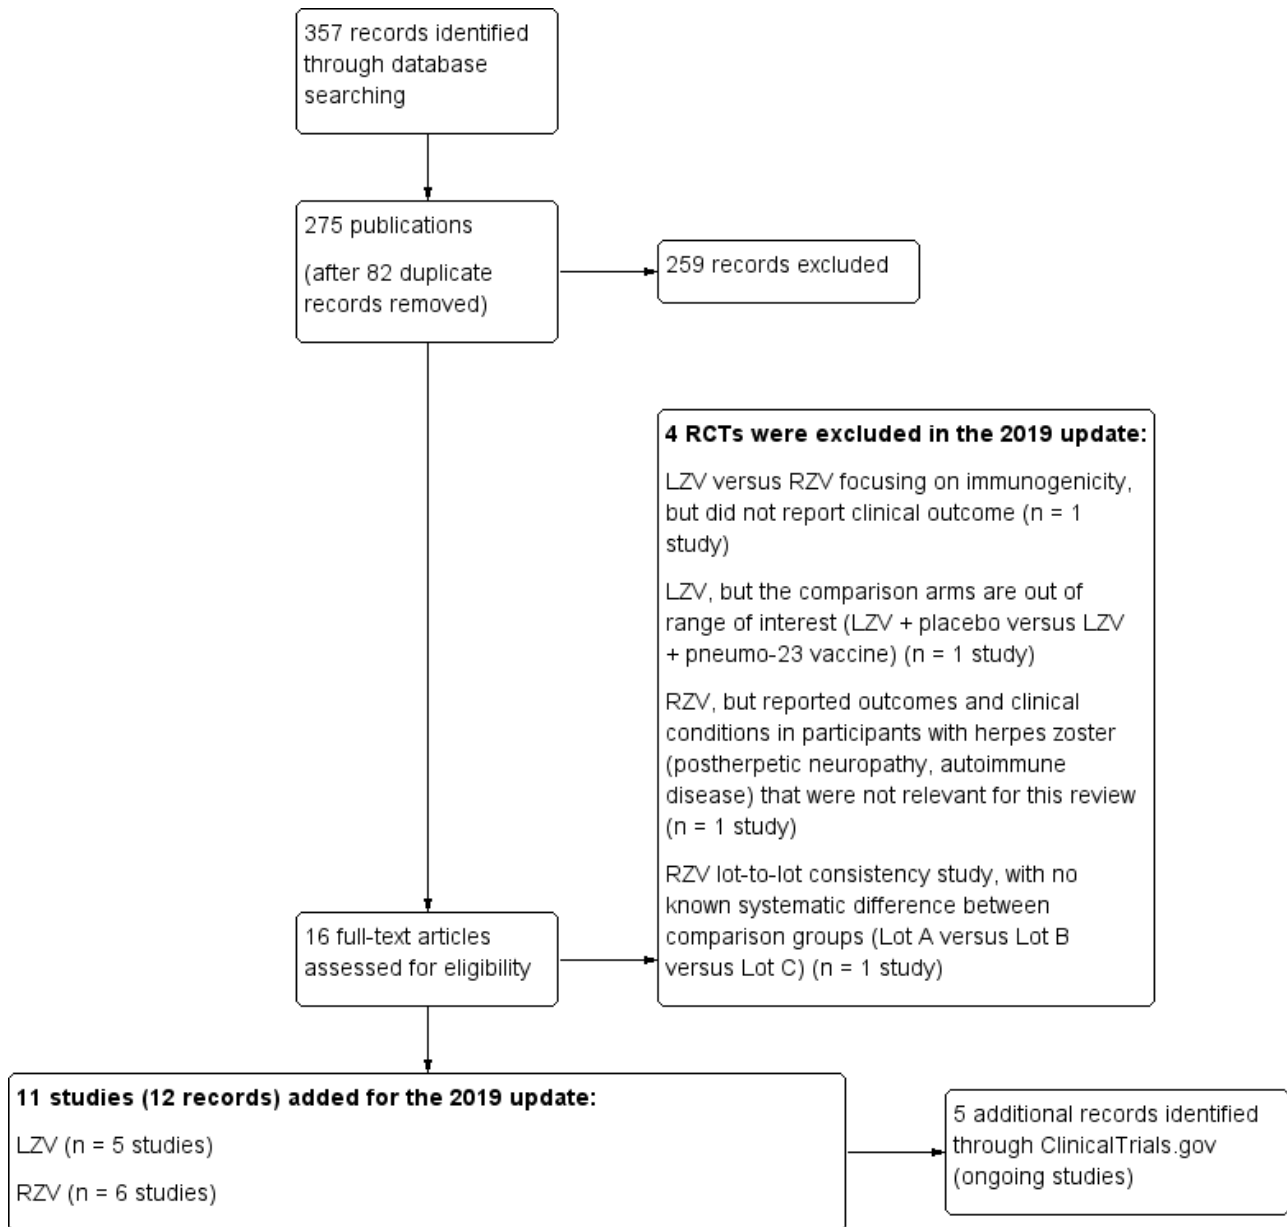 357 records identified
through database
searching
275 publications
(after 82 duplicate
records removed)
259 records excluded
4 RCTs were excluded in the 2019 update:
LZV versus RZV focusing on immunogenicity,
but did not report clinical outcome (n = 1
study)
LZV, but the comparison arms are out of
range of interest (LZV + placebo versus LZV
+ pneumo-23 vaccine) (n = 1 study)
RZV, but reported outcomes and clinical
conditions in participants with herpes zoster
(postherpetic neuropathy, autoimmune
disease) that were not relevant for this review
(n = 1 study)
RZV lot-to-lot consistency study, with no
known systematic difference between
comparison groups (Lot A versus Lot B
versus Lot C) (n = 1 study)
16 full-text articles
assessed for eligibility
11 studies (12 records) added for the 2019 update:
LZV (n = 5 studies)
RZV (n = 6 studies)
5 additional records identified
through ClinicalTrials.gov
(ongoing studies)